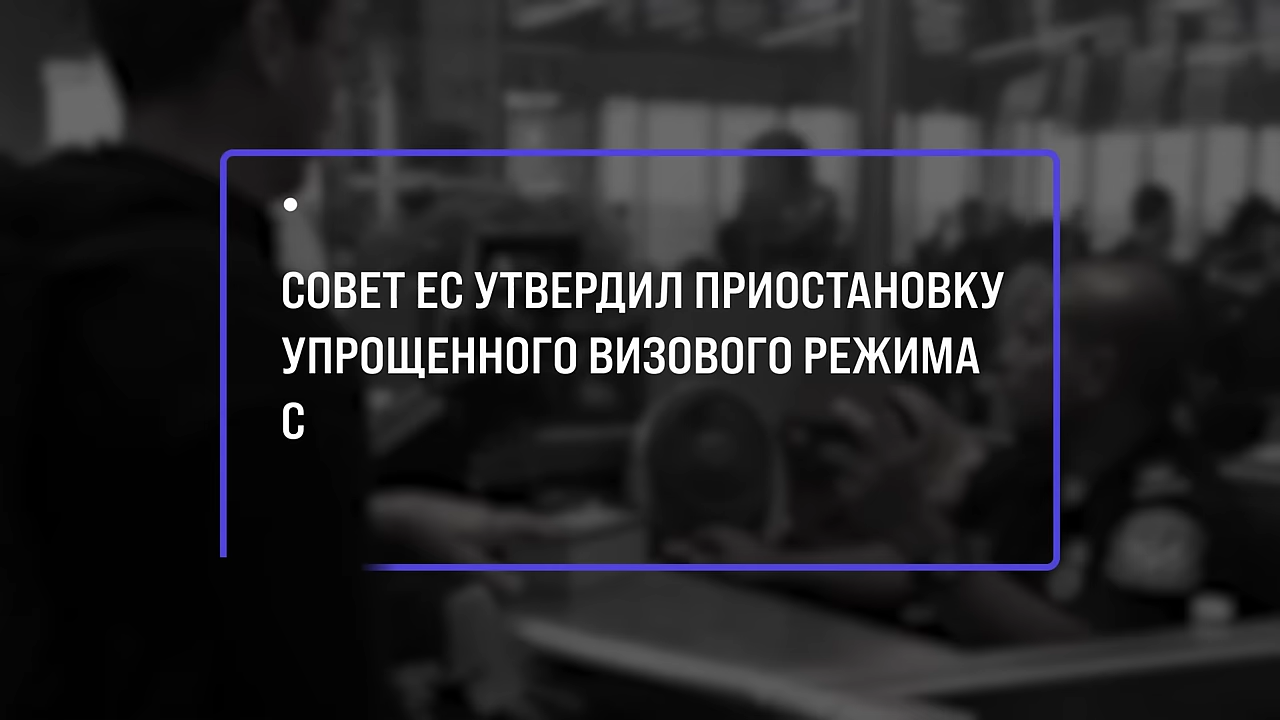 СОВЕТ ЕС УТВЕРДИЛ ПРИОСТАНОВКУ
УПРОЩЕННОГО ВИЗОВОГО РЕЖИМА
С